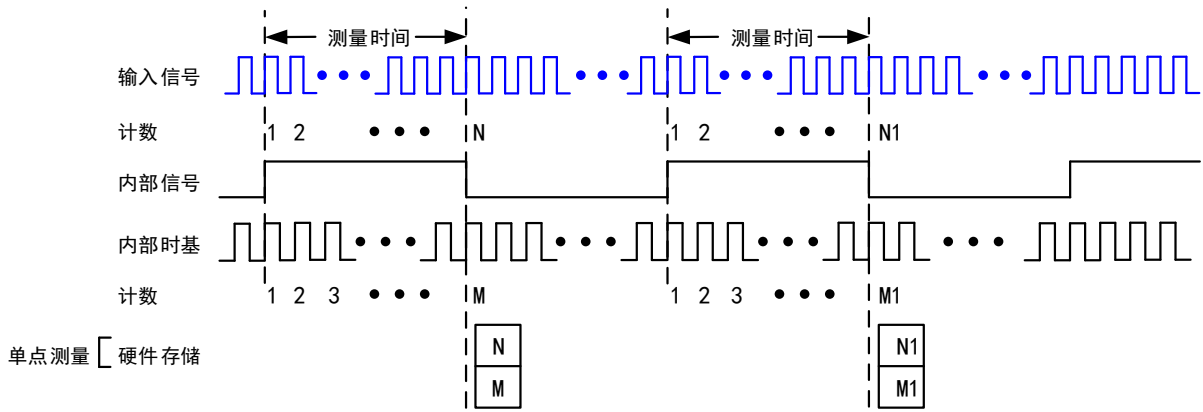 测量时间 测量时间
输入信号
计数 1 2 N 1 2 N1
内部信号
内部时基
计数 1 2 3 M 1 2 3 M1
单点测量 硬件存储 N N1
M M1